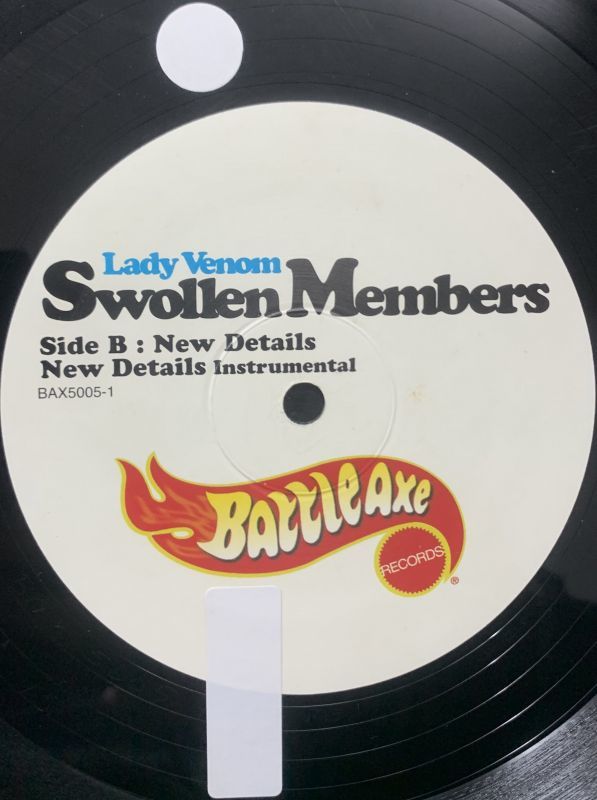 Lady Venom
Swollen Members
Side B : New Details
New Details Instrumental
BAX5005-1
BattleAxe
RECORDS
®